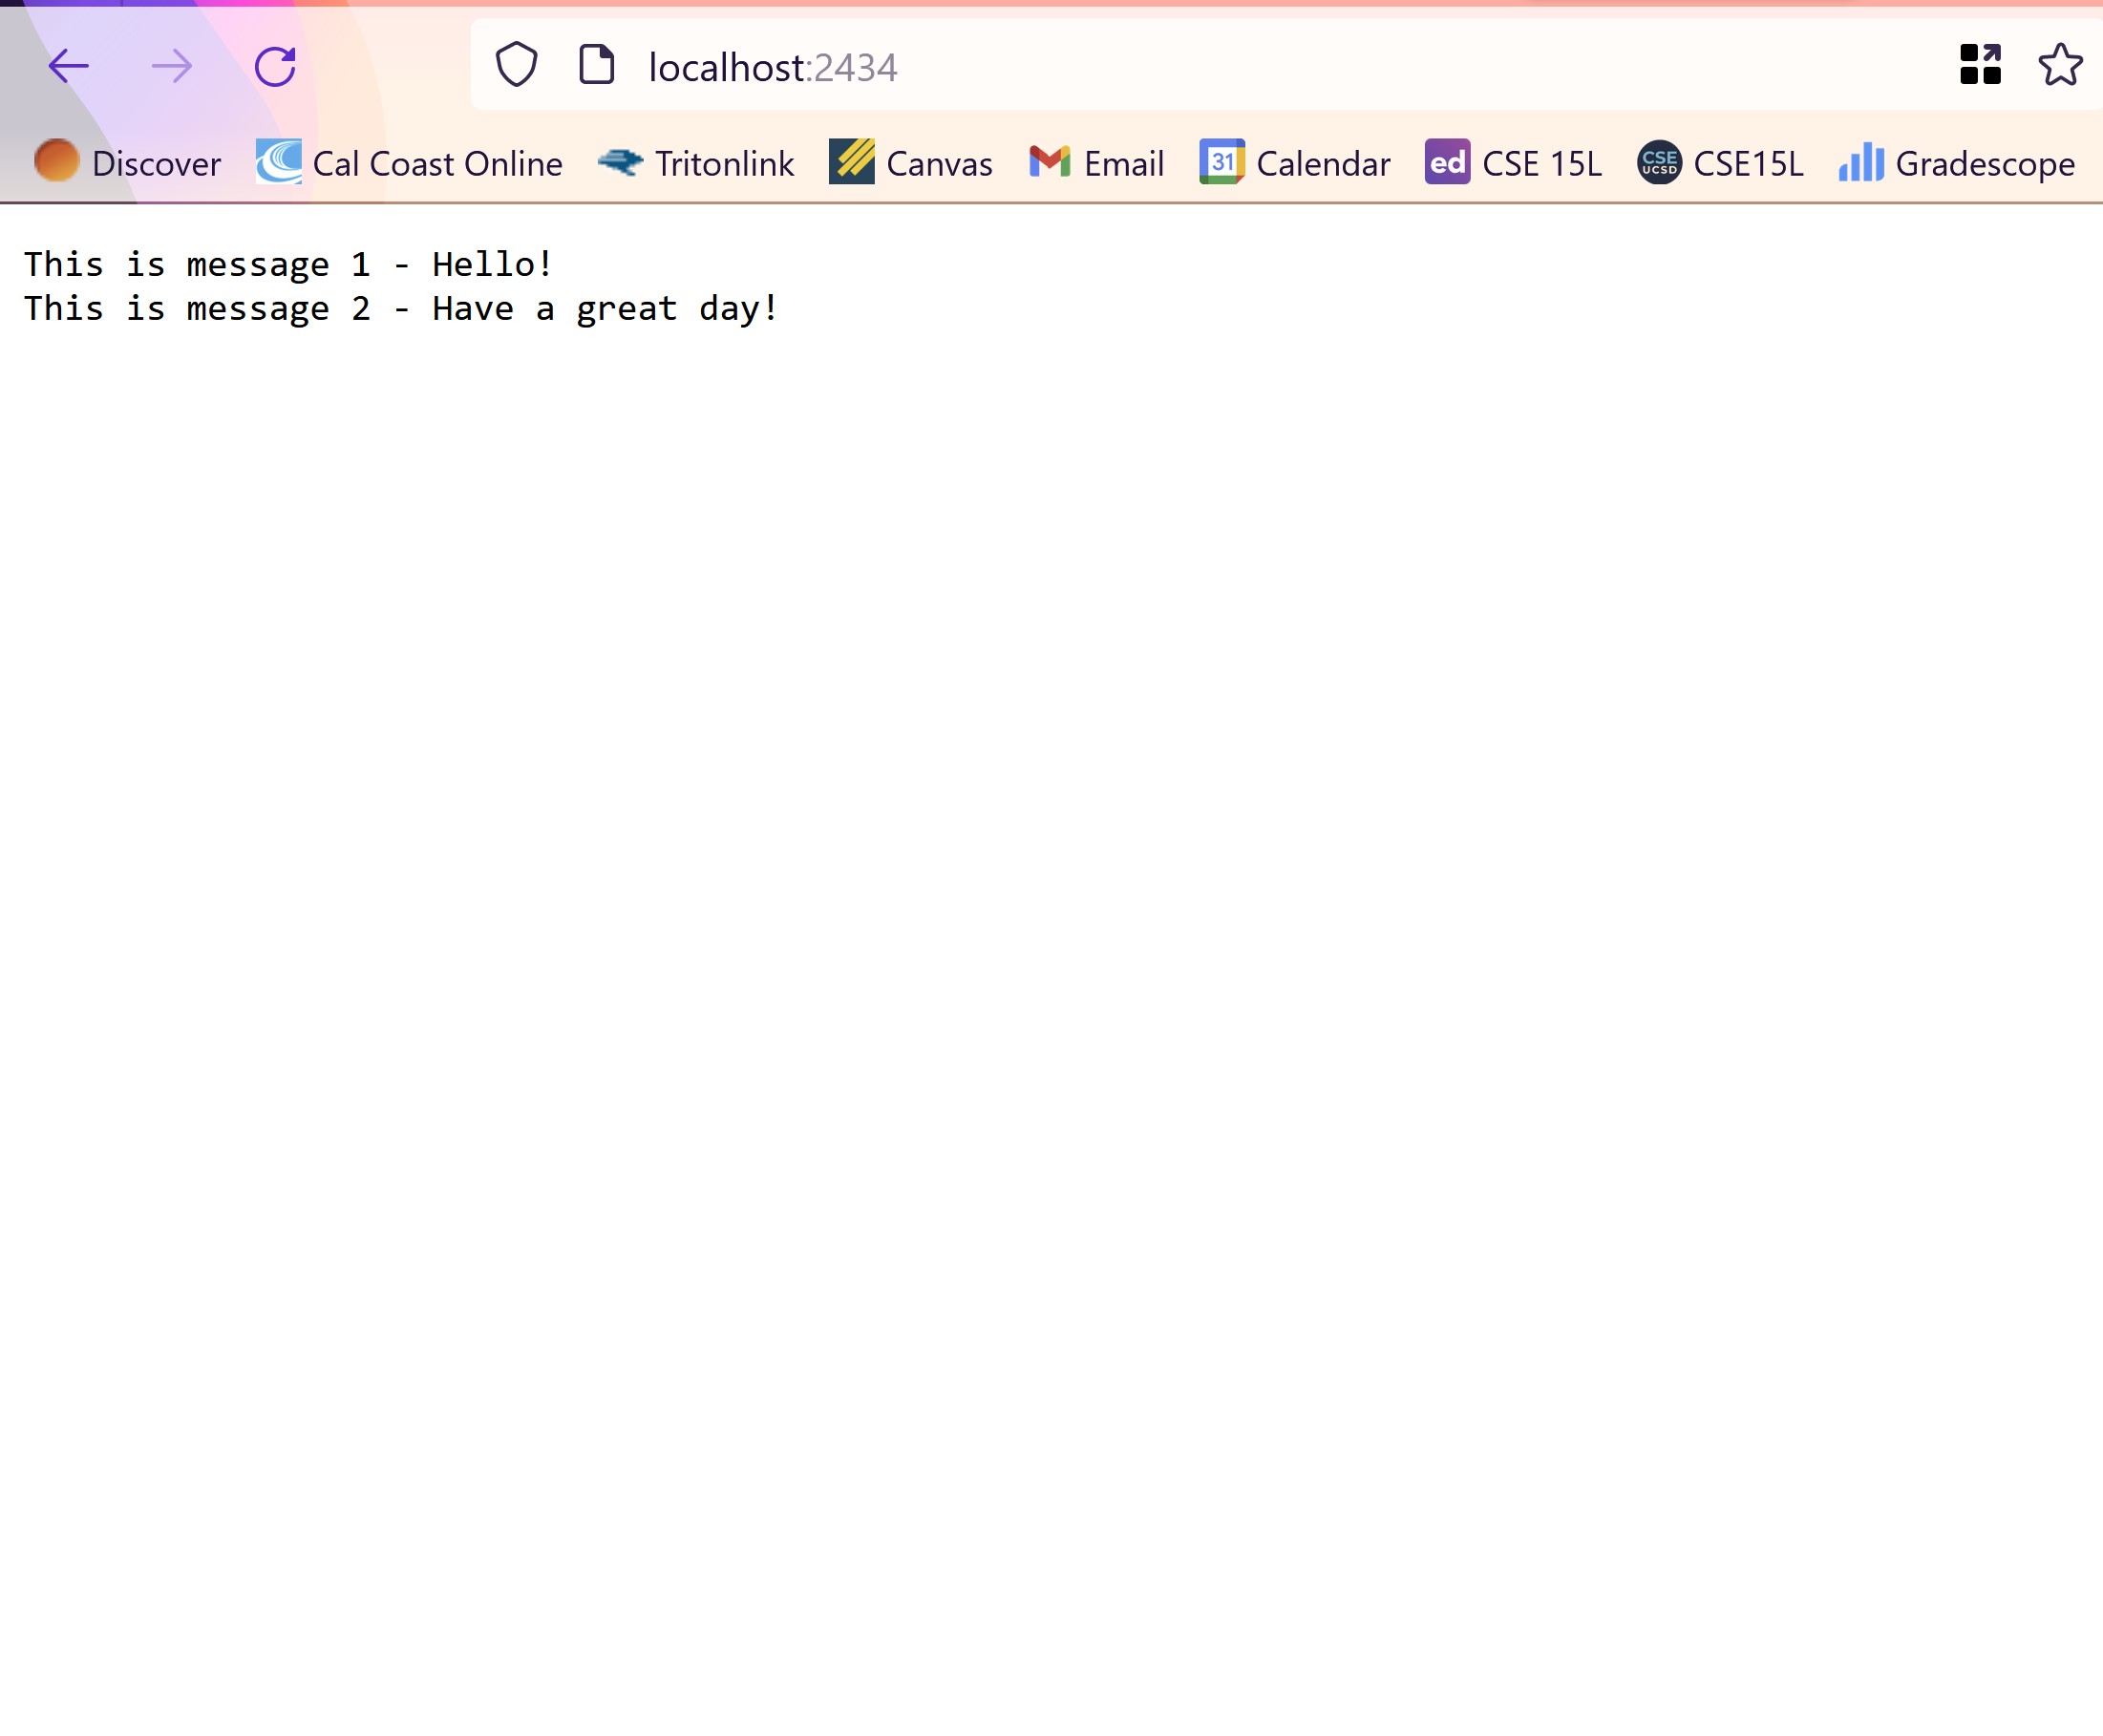 localhost:2434
Discover Cal Coast Online Tritonlink Canvas Email 31 Calendar ed CSE 15L CSE UCSD CSE15L Gradescope
This is message 1 - Hello!
This is message 2 - Have a great day!